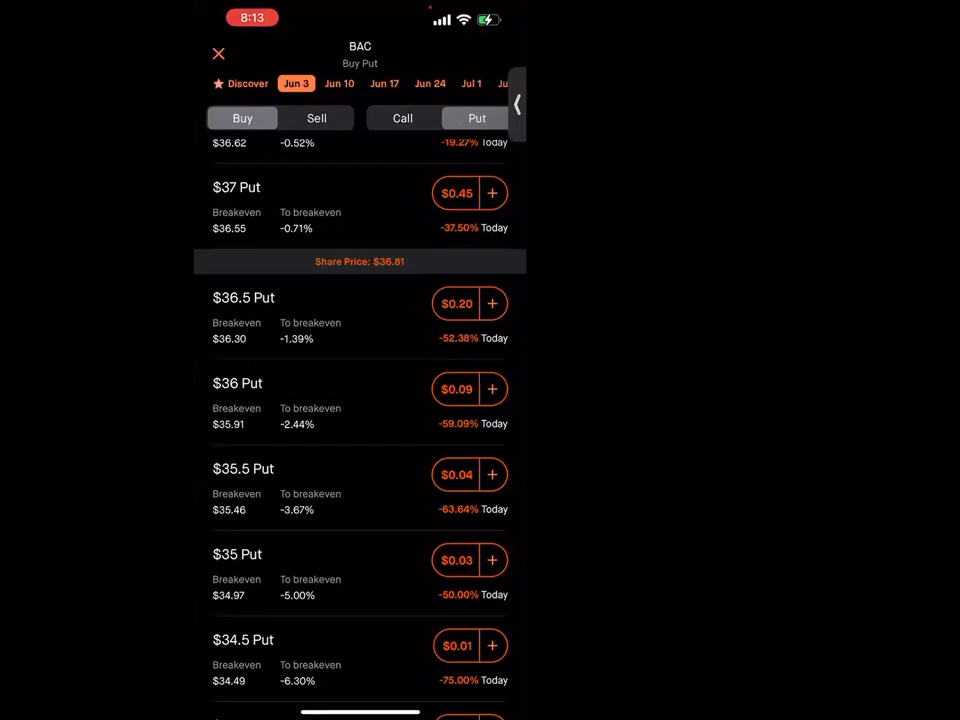 8:13
BAC
Buy Put
Discover Jun 3 Jun 10 Jun 17 Jun 24 Jul 1
Buy Sell Call Put
$36.62 -0.52% -19.27% Today
$37 Put $0.45 +
Breakeven To breakeven
$36.55 -0.71% -37.50% Today
Share Price: $36.81
$36.5 Put $0.20 +
Breakeven To breakeven
$36.30 -1.39% -52.38% Today
$36 Put $0.09 +
Breakeven To breakeven
$35.91 -2.44% -59.09% Today
$35.5 Put $0.04 +
Breakeven To breakeven
$35.46 -3.67% -63.64% Today
$35 Put $0.03 +
Breakeven To breakeven
$34.97 -5.00% -50.00% Today
$34.5 Put $0.01 +
Breakeven To breakeven
$34.49 -6.30% -75.00% Today